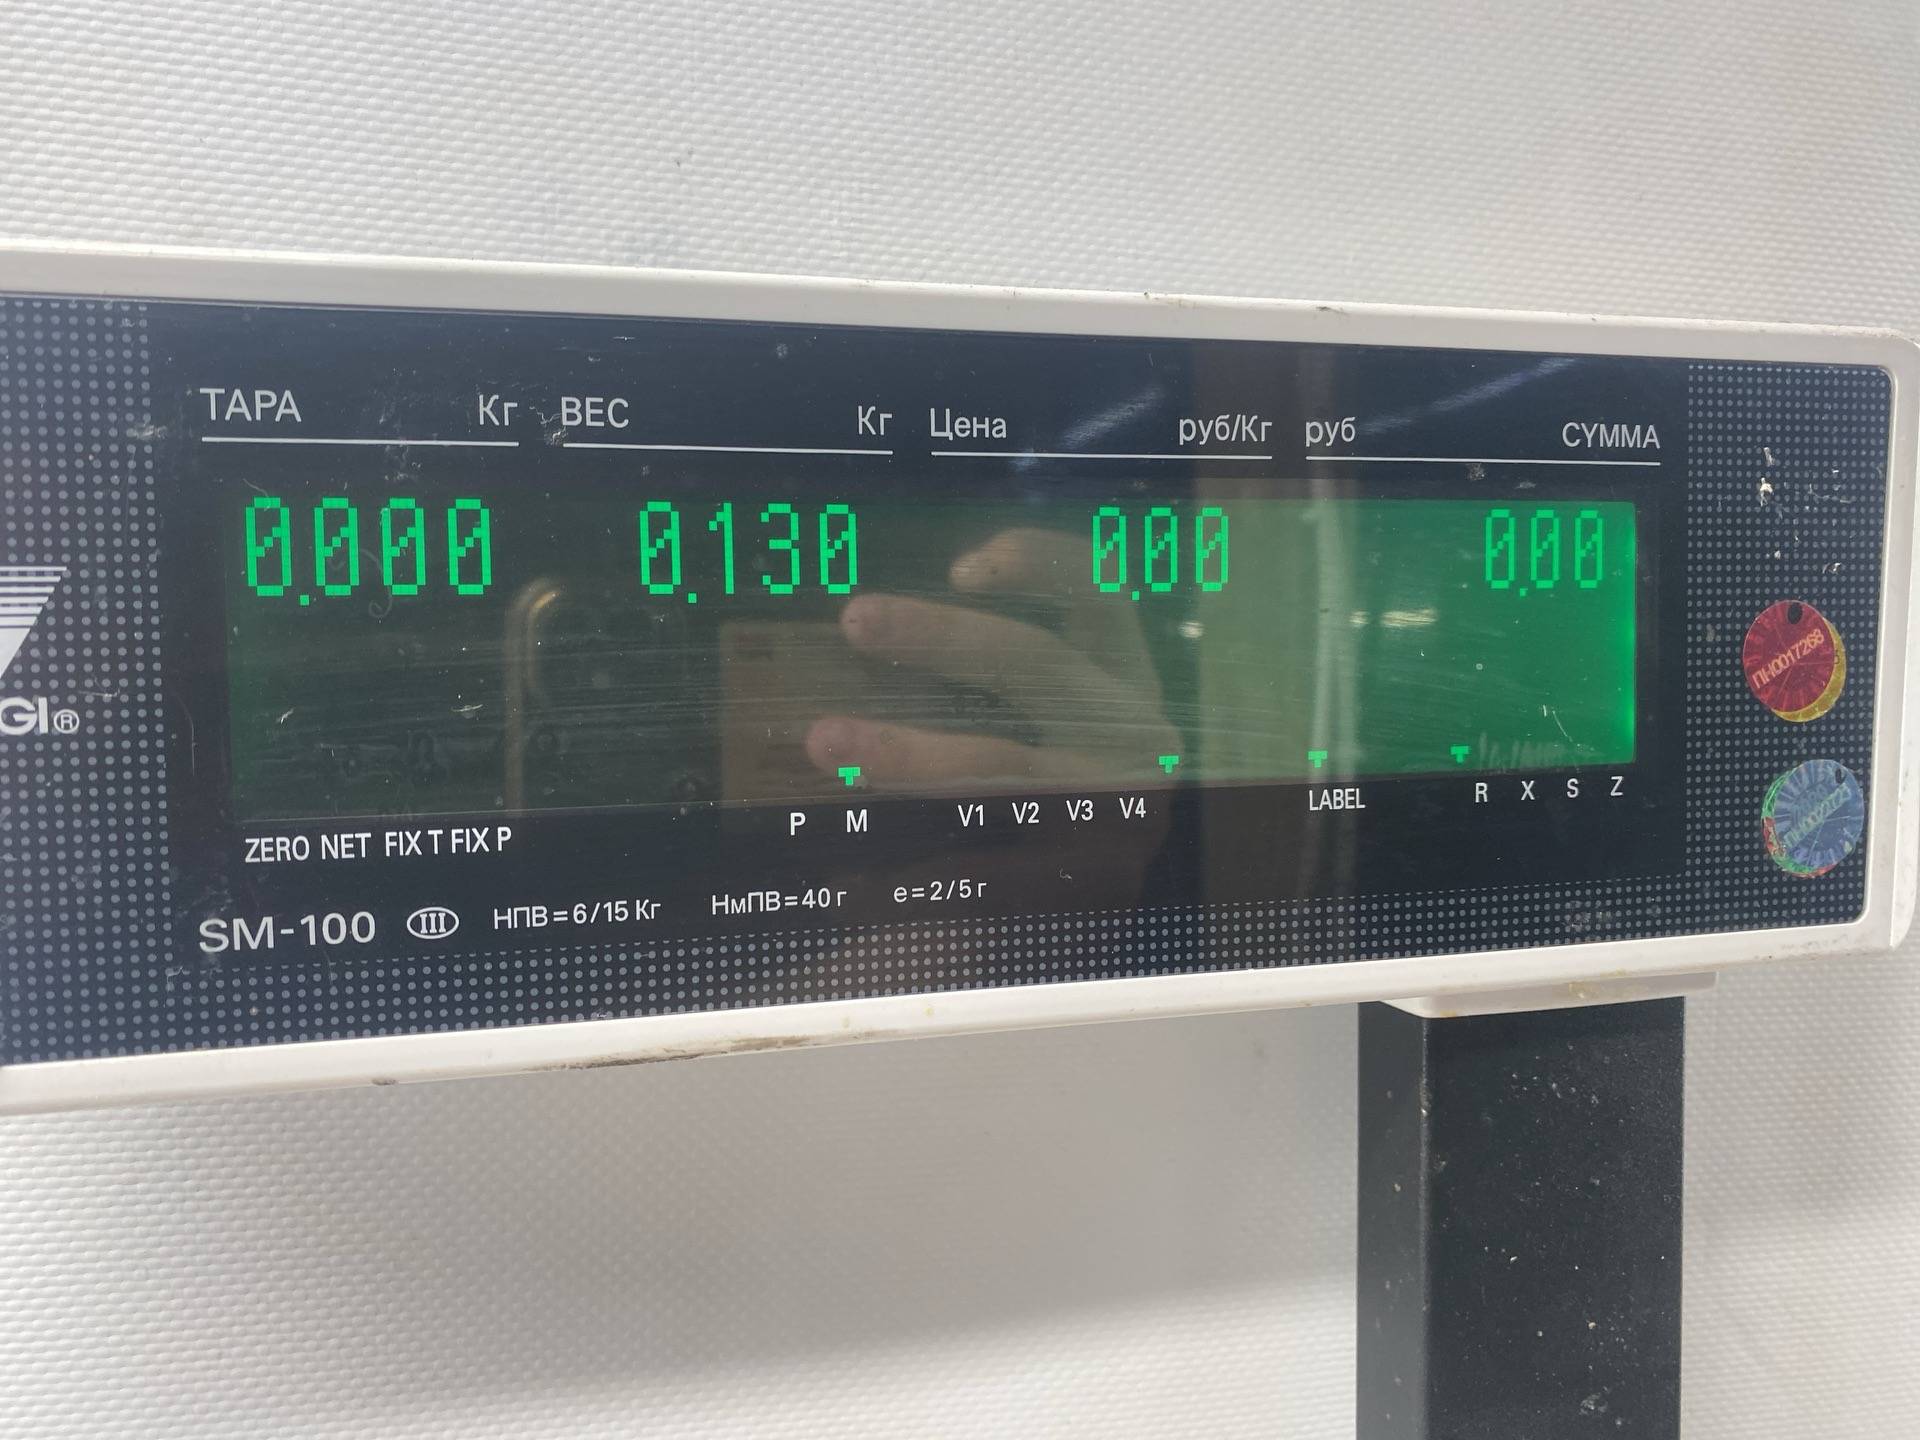 ТАРА Кг ВЕС Кг Цена руб/Кг руб СУММА
0.000 0.130 0.00 0.00
P M V1 V2 V3 V4 LABEL R X S Z
ZERO NET FIX T FIX P
GI®
SM-100 III НПВ=6/15 Кг НмПВ=40 г e=2/5 г
ПН0017268